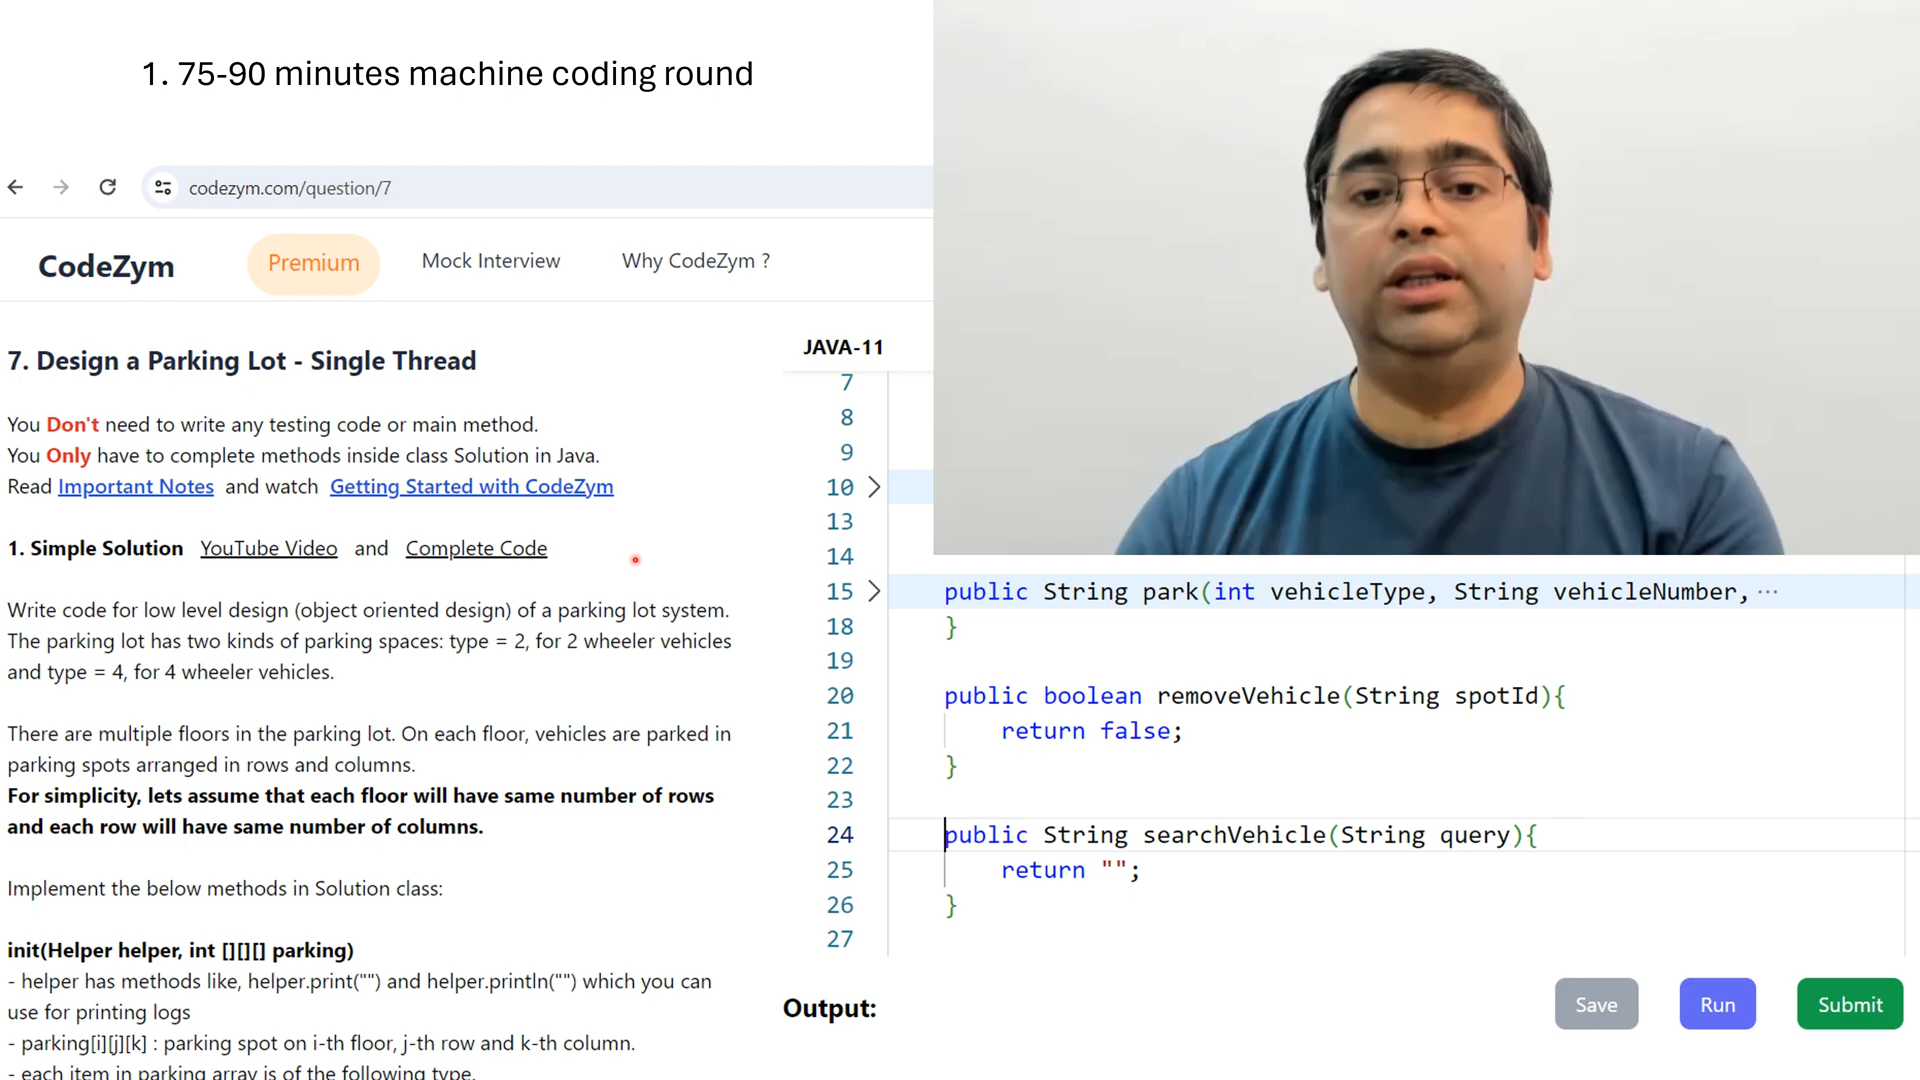 1. 75-90 minutes machine coding round
codezym.com/question/7
CodeZym
Premium
Mock Interview
Why CodeZym ?
7. Design a Parking Lot - Single Thread
You Don't need to write any testing code or main method.
You Only have to complete methods inside class Solution in Java.
Read Important Notes and watch Getting Started with CodeZym
1. Simple Solution YouTube Video and Complete Code
Write code for low level design (object oriented design) of a parking lot system.
The parking lot has two kinds of parking spaces: type = 2, for 2 wheeler vehicles
and type = 4, for 4 wheeler vehicles.
There are multiple floors in the parking lot. On each floor, vehicles are parked in
parking spots arranged in rows and columns.
For simplicity, lets assume that each floor will have same number of rows
and each row will have same number of columns.
Implement the below methods in Solution class:
init(Helper helper, int [][][] parking)
- helper has methods like, helper.print("") and helper.println("") which you can
use for printing logs
- parking[i][j][k] : parking spot on i-th floor, j-th row and k-th column.
- each item in parking array is of the following type.
JAVA-11
7
8
9
10
13
14
15 public String park(int vehicleType, String vehicleNumber, ...
18 }
19
20 public boolean removeVehicle(String spotId){
21 return false;
22 }
23
24 public String searchVehicle(String query){
25 return "";
26 }
27
Output:
Save
Run
Submit